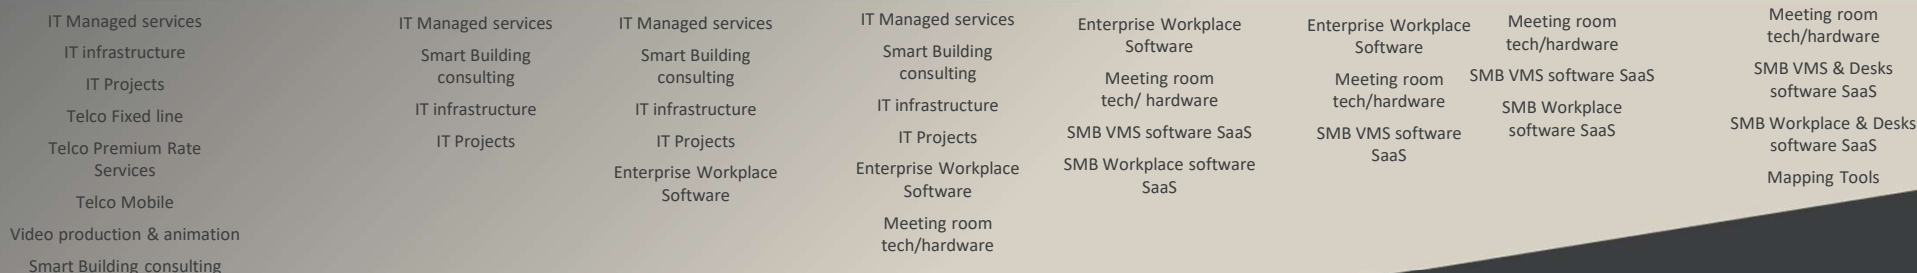 IT Managed services
IT infrastructure
IT Projects
Telco Fixed line
Telco Premium Rate
Services
Telco Mobile
Video production & animation
Smart Building consulting
IT Managed services
Smart Building
consulting
IT infrastructure
IT Projects
IT Managed services
Smart Building
consulting
IT infrastructure
IT Projects
Enterprise Workplace
Software
IT Managed services
Smart Building
consulting
IT infrastructure
IT Projects
Enterprise Workplace
Software
Meeting room
tech/hardware
Enterprise Workplace
Software
Meeting room
tech/ hardware
SMB VMS software SaaS
SMB Workplace software
SaaS
Enterprise Workplace
Software
Meeting room
tech/hardware
SMB VMS software
SaaS
Meeting room
tech/hardware
SMB VMS software SaaS
SMB Workplace
software SaaS
Meeting room
tech/hardware
SMB VMS & Desks
software SaaS
SMB Workplace & Desks
software SaaS
Mapping Tools